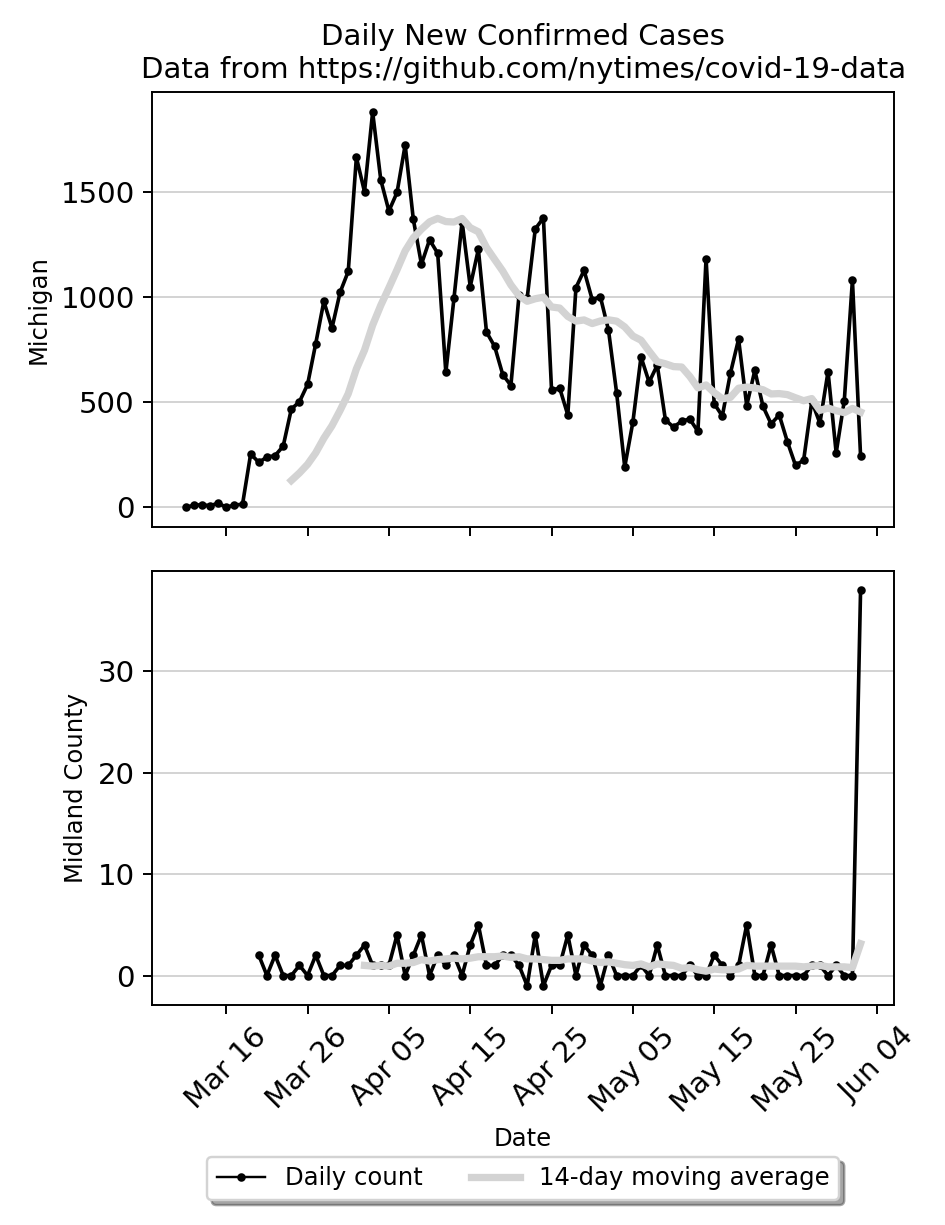 Daily New Confirmed Cases
Data from https://github.com/nytimes/covid-19-data
Michigan
1500
1000
500
0
Midland County
30
20
10
0
Mar 16
Mar 26
Apr 05
Apr 15
Apr 25
May 05
May 15
May 25
Jun 04
Date
Daily count
14-day moving average